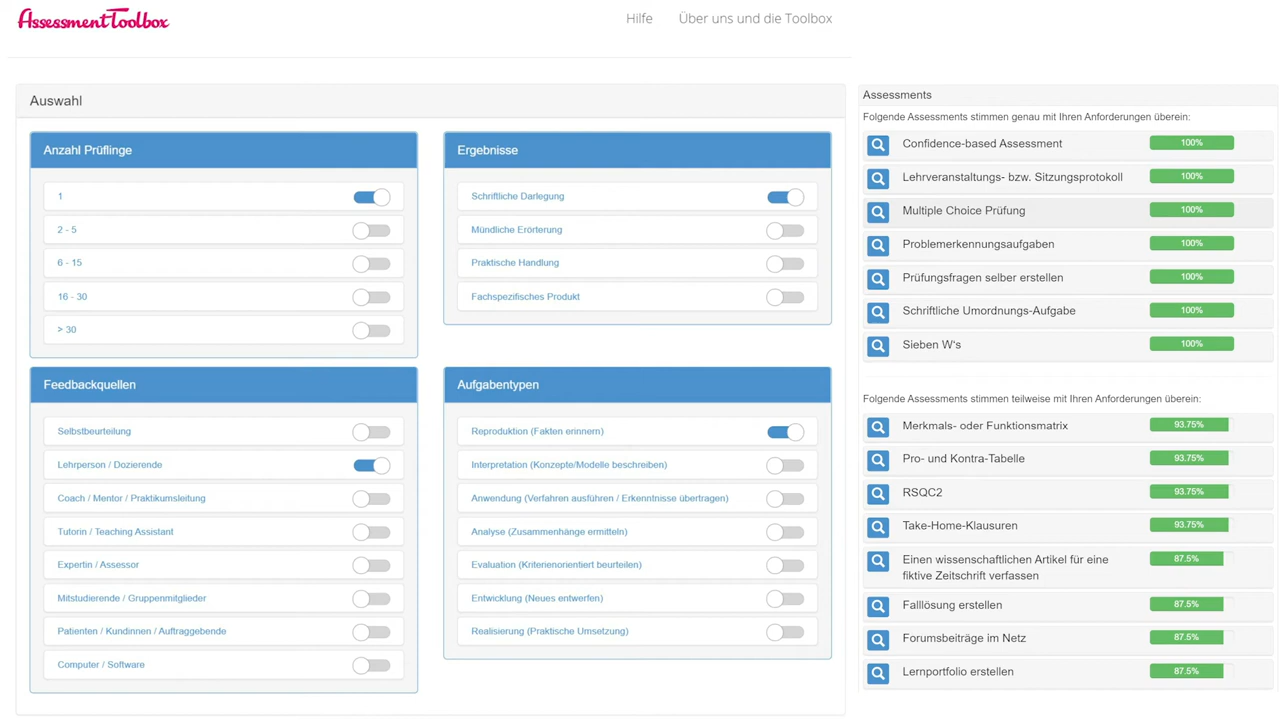 AssessmentToolbox
Hilfe
Über uns und die Toolbox
Auswahl
Anzahl Prüflinge
1
2 - 5
6 - 15
16 - 30
> 30
Ergebnisse
Schriftliche Darlegung
Mündliche Erörterung
Praktische Handlung
Fachspezifisches Produkt
Feedbackquellen
Selbstbeurteilung
Lehrperson / Dozierende
Coach / Mentor / Praktikumsleitung
Tutorin / Teaching Assistant
Expertin / Assessor
Mitstudierende / Gruppenmitglieder
Patienten / Kundinnen / Auftraggebende
Computer / Software
Aufgabentypen
Reproduktion (Fakten erinnern)
Interpretation (Konzepte/Modelle beschreiben)
Anwendung (Verfahren ausführen / Erkenntnisse übertragen)
Analyse (Zusammenhänge ermitteln)
Evaluation (Kriterienorientiert beurteilen)
Entwicklung (Neues entwerfen)
Realisierung (Praktische Umsetzung)
Assessments
Folgende Assessments stimmen genau mit Ihren Anforderungen überein:
Confidence-based Assessment 100%
Lehrveranstaltungs- bzw. Sitzungsprotokoll 100%
Multiple Choice Prüfung 100%
Problemerkennungsaufgaben 100%
Prüfungsfragen selber erstellen 100%
Schriftliche Umordnungs-Aufgabe 100%
Sieben W's 100%
Folgende Assessments stimmen teilweise mit Ihren Anforderungen überein:
Merkmals- oder Funktionsmatrix 93.75%
Pro- und Kontra-Tabelle 93.75%
RSQC2 93.75%
Take-Home-Klausuren 93.75%
Einen wissenschaftlichen Artikel für eine 87.5%
fiktive Zeitschrift verfassen
Falllösung erstellen 87.5%
Forumsbeiträge im Netz 87.5%
Lernportfolio erstellen 87.5%